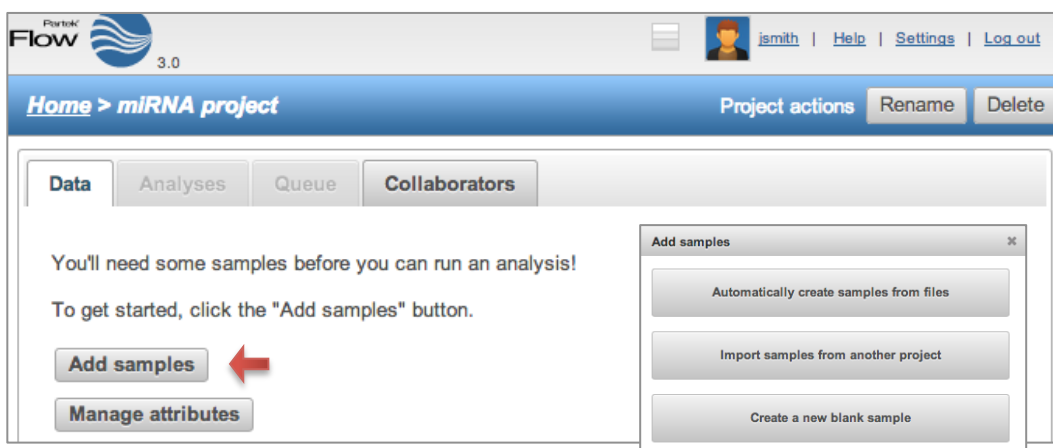 Partek
Flow
3.0
jsmith | Help | Settings | Log out
Home > miRNA project
Project actions Rename Delete
Data Analyses Queue Collaborators
You'll need some samples before you can run an analysis!
To get started, click the "Add samples" button.
Add samples
Manage attributes
Add samples ×
Automatically create samples from files
Import samples from another project
Create a new blank sample